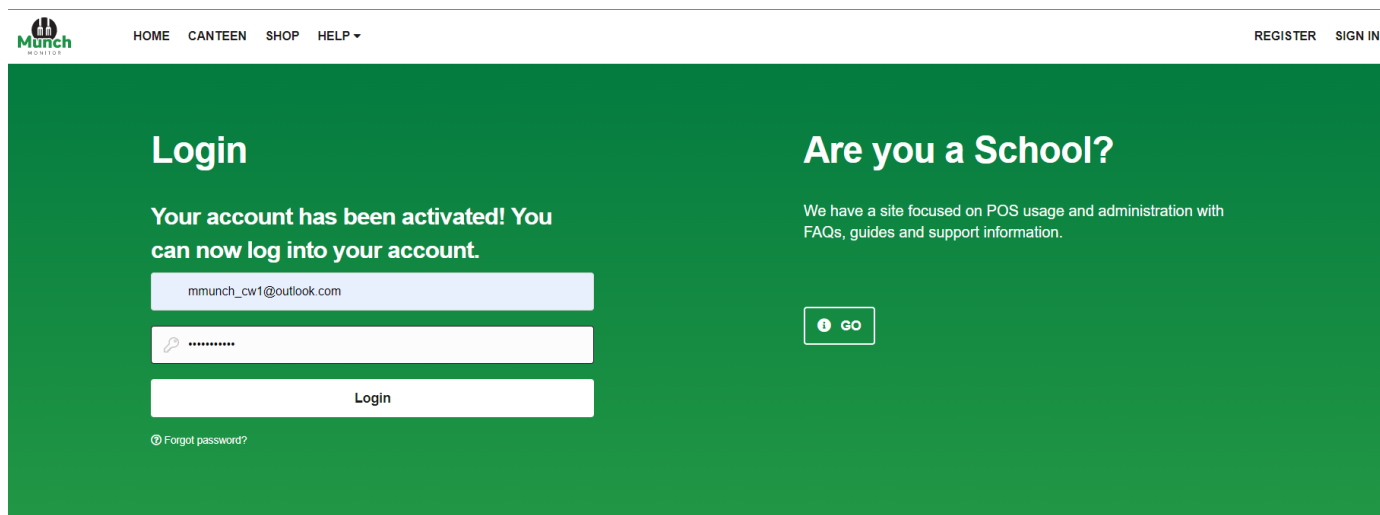 Munch
MONITOR
HOME CANTEEN SHOP HELP
REGISTER SIGN IN
Login
Your account has been activated! You
can now log into your account.
mmunch_cw1@outlook.com
•••••••••••
Login
Forgot password?
Are you a School?
We have a site focused on POS usage and administration with
FAQs, guides and support information.
GO